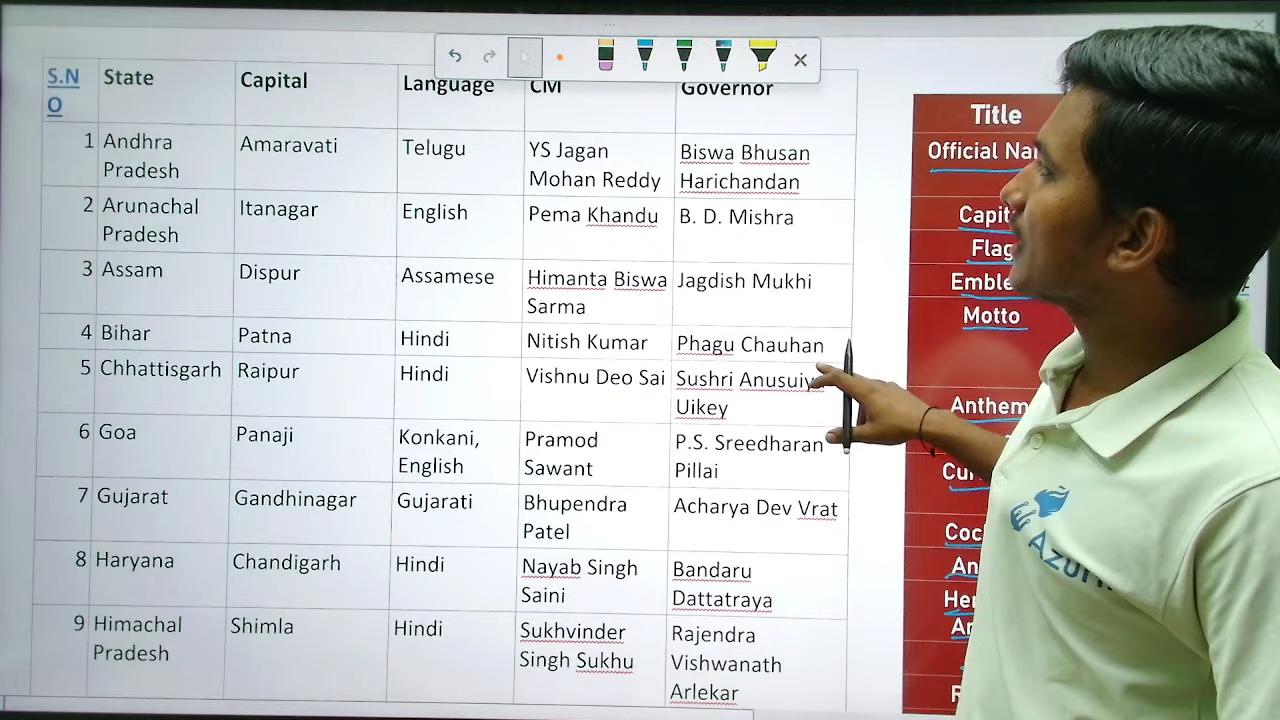 S.N
O
State
Capital
Language
CM
Governor
1
Andhra
Pradesh
Amaravati
Telugu
YS Jagan
Mohan Reddy
Biswa Bhusan
Harichandan
2
Arunachal
Pradesh
Itanagar
English
Pema Khandu
B. D. Mishra
3
Assam
Dispur
Assamese
Himanta Biswa
Sarma
Jagdish Mukhi
4
Bihar
Patna
Hindi
Nitish Kumar
Phagu Chauhan
5
Chhattisgarh
Raipur
Hindi
Vishnu Deo Sai
Sushri
Uikey
6
Goa
Panaji
Konkani,
English
Pramod
Sawant
P.S. Sreedharan
Pillai
7
Gujarat
Gandhinagar
Gujarati
Bhupendra
Patel
Acharya Dev Vrat
8
Haryana
Chandigarh
Hindi
Nayab Singh
Saini
Bandaru
Dattatraya
9
Himachal
Pradesh
Shimla
Hindi
Sukhvinder
Singh Sukhu
Rajendra
Vishwanath
Arlekar
Title
Official
Motto
Anthem